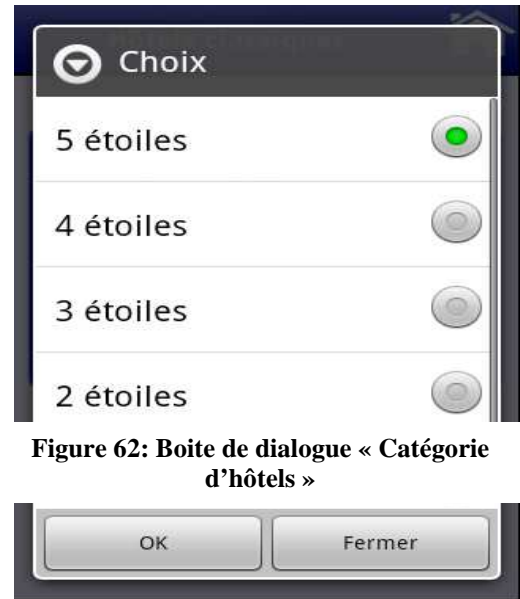 Choix
5 étoiles
4 étoiles
3 étoiles
2 étoiles
Figure 62: Boite de dialogue « Catégorie
d’hôtels »
OK
Fermer